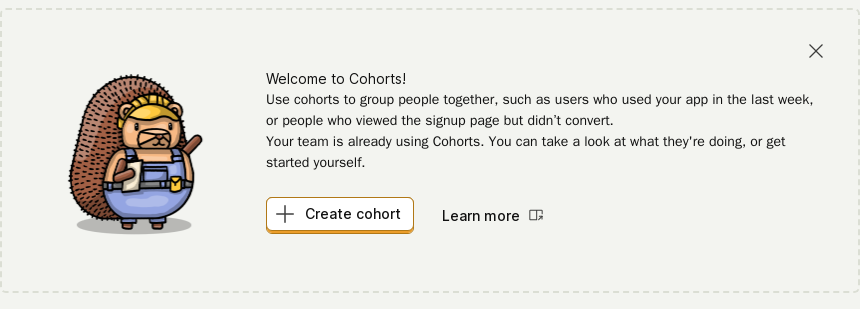 Welcome to Cohorts!
Use cohorts to group people together, such as users who used your app in the last week,
or people who viewed the signup page but didn’t convert.
Your team is already using Cohorts. You can take a look at what they're doing, or get
started yourself.
Create cohort
Learn more